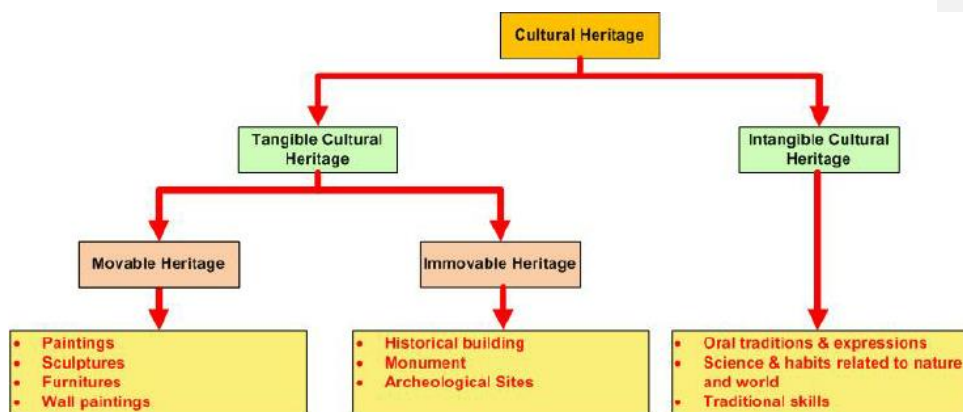 Cultural Heritage
Tangible Cultural
Heritage
Intangible Cultural
Heritage
Movable Heritage
Immovable Heritage
• Paintings
• Sculptures
• Furnitures
• Wall paintings
• Historical building
• Monument
• Archeological Sites
• Oral traditions & expressions
• Science & habits related to nature
and world
• Traditional skills